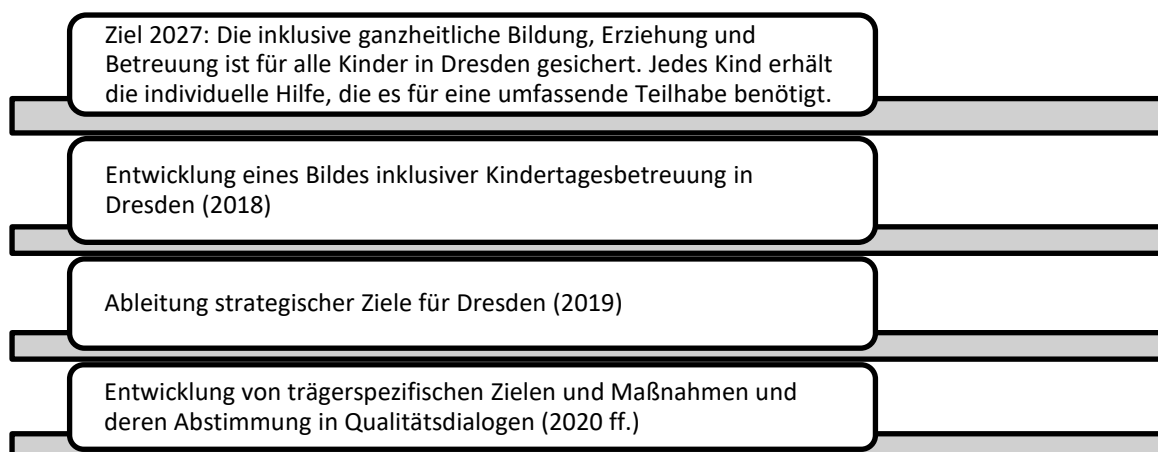 Ziel 2027: Die inklusive ganzheitliche Bildung, Erziehung und
Betreuung ist für alle Kinder in Dresden gesichert. Jedes Kind erhält
die individuelle Hilfe, die es für eine umfassende Teilhabe benötigt.
Entwicklung eines Bildes inklusiver Kindertagesbetreuung in
Dresden (2018)
Ableitung strategischer Ziele für Dresden (2019)
Entwicklung von trägerspezifischen Zielen und Maßnahmen und
deren Abstimmung in Qualitätsdialogen (2020 ff.)